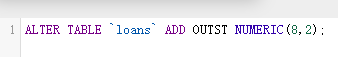 1 ALTER TABLE `loans` ADD OUTST NUMERIC(8,2);